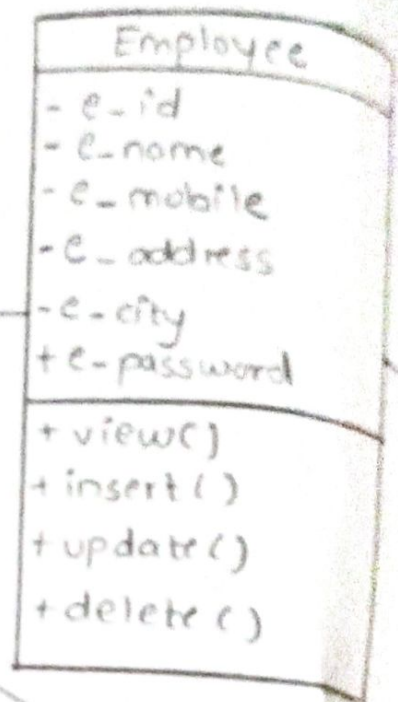 Employee
- e_id
- e_name
- e_mobile
- e_address
- e_city
+ e_password
+ view()
+ insert()
+ update()
+ delete()